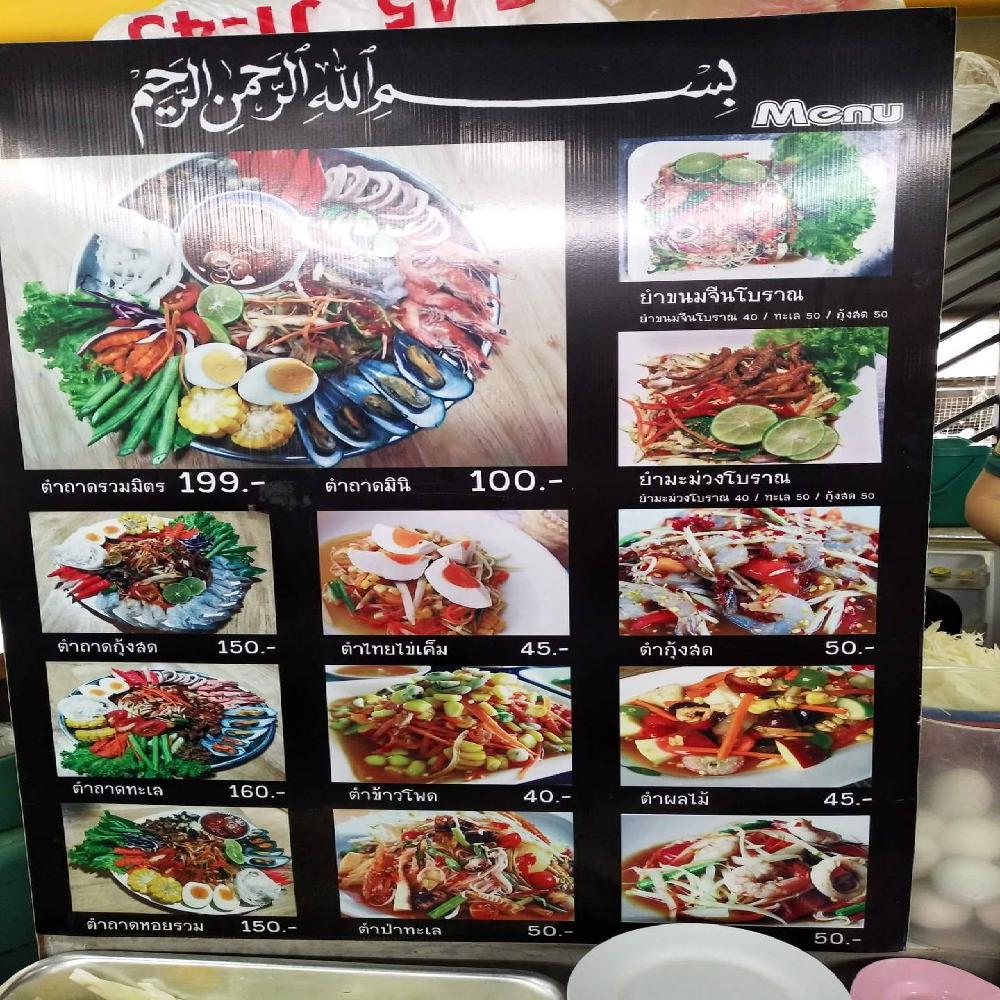 بِسْمِ اللهِ الرَّحْمٰنِ الرَّحِيْمِ
Menu
ตำถาดรวมมิตร 199.-
ตำถาดมินิ 100.-
ยำขนมจีนโบราณ
ยำขนมจีนโบราณ 40 / ทะเล 50 / กุ้งสด 50
ยำมะม่วงโบราณ
ยำมะม่วงโบราณ 40 / ทะเล 50 / กุ้งสด 50
ตำถาดกุ้งสด 150.-
ตำไทยไข่เค็ม 45.-
ตำกุ้งสด 50.-
ตำถาดทะเล 160.-
ตำข้าวโพด 40.-
ตำผลไม้ 45.-
ตำถาดหอยรวม 150.-
ตำป่าทะเล 50.-
50.-